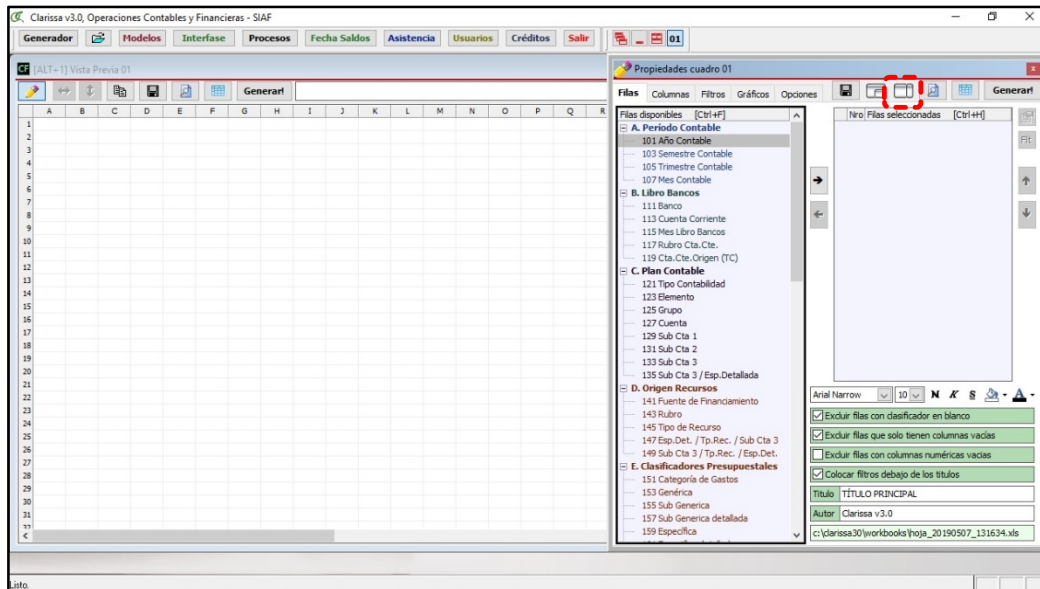 Clarissa v3.0, Operaciones Contables y Financieras - SIAF
Generador Modelos Interfase Procesos Fecha Saldos Asistencia Usuarios Créditos Salir 01
CF [ALT+1] Vista Previa 01
Generar!
A B C D E F G H I J K L M N O P Q R
1
2
3
4
5
6
7
8
9
10
11
12
13
14
15
16
17
18
19
20
21
22
23
24
25
26
27
28
29
30
31
32
Propiedades cuadro 01
Filas Columnas Filtros Gráficos Opciones Generar!
Filas disponibles [Ctrl+F]
A. Periodo Contable
101 Año Contable
103 Semestre Contable
105 Trimestre Contable
107 Mes Contable
B. Libro Bancos
111 Banco
113 Cuenta Corriente
115 Mes Libro Bancos
117 Rubro Cta.Cte.
119 Cta.Cte.Origen (TC)
C. Plan Contable
121 Tipo Contabilidad
123 Elemento
125 Grupo
127 Cuenta
129 Sub Cta 1
131 Sub Cta 2
133 Sub Cta 3
135 Sub Cta 3 / Esp.Detallada
D. Origen Recursos
141 Fuente de Financiamiento
143 Rubro
145 Tipo de Recurso
147 Esp.Det. / Tp.Rec. / Sub Cta 3
149 Sub Cta 3 / Tp.Rec. / Esp.Det.
E. Clasificadores Presupuestales
151 Categoría de Gastos
153 Genérica
155 Sub Generica
157 Sub Generica detallada
159 Específica
Nro Filas seleccionadas [Ctrl+H]
Flt
Arial Narrow 10 N K S A
Excluir filas con clasificador en blanco
Excluir filas que solo tienen columnas vacías
Excluir filas con columnas numéricas vacias
Colocar filtros debajo de los titulos
Titulo TÍTULO PRINCIPAL
Autor Clarissa v3.0
c:\clarissa30\workbooks\hoja_20190507_131634.xls
Listo.